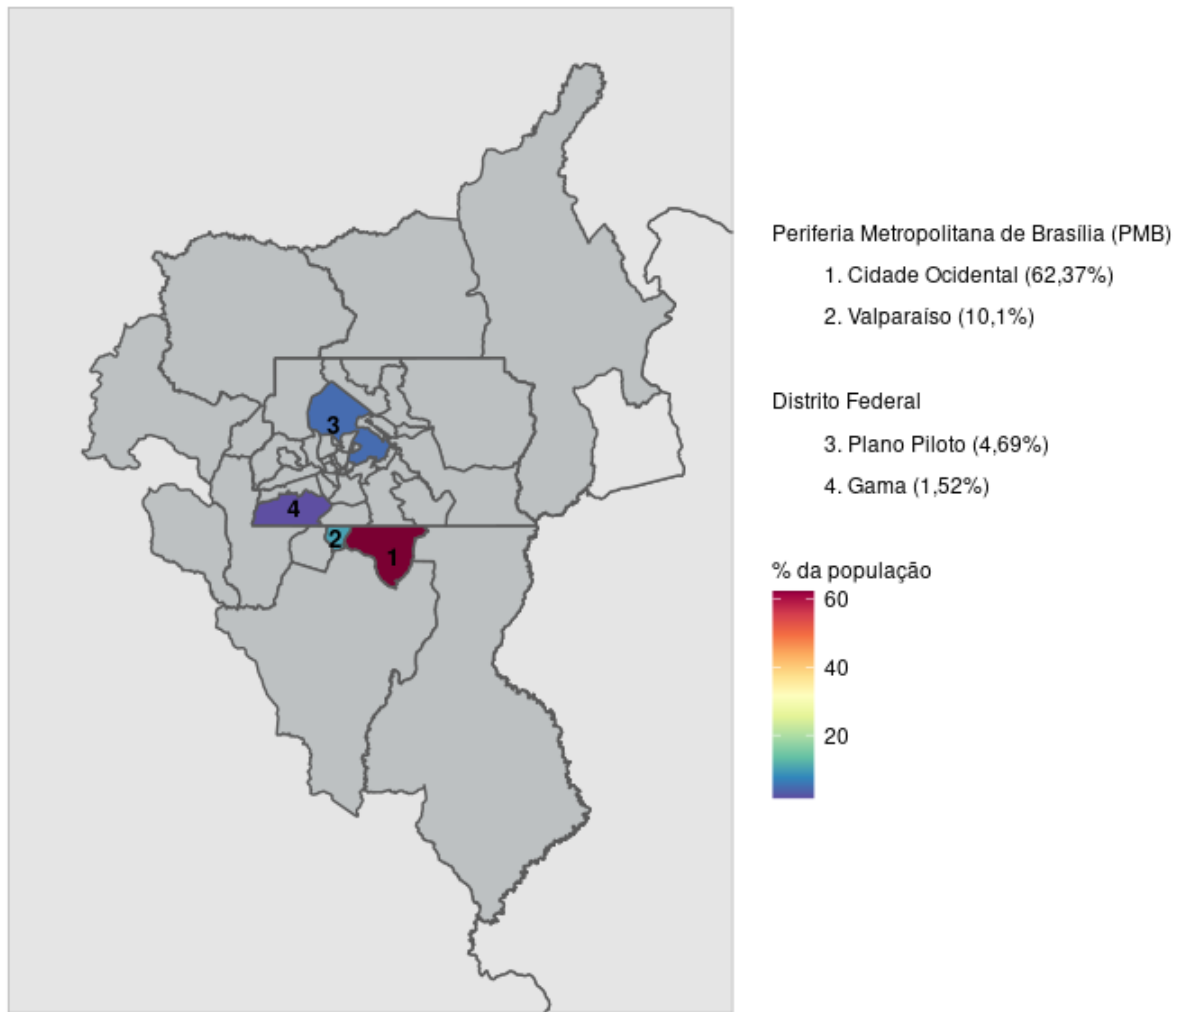 3
4
2
1
Periferia Metropolitana de Brasília (PMB)
1. Cidade Ocidental (62,37%)
2. Valparaíso (10,1%)
Distrito Federal
3. Plano Piloto (4,69%)
4. Gama (1,52%)
% da população
60
40
20